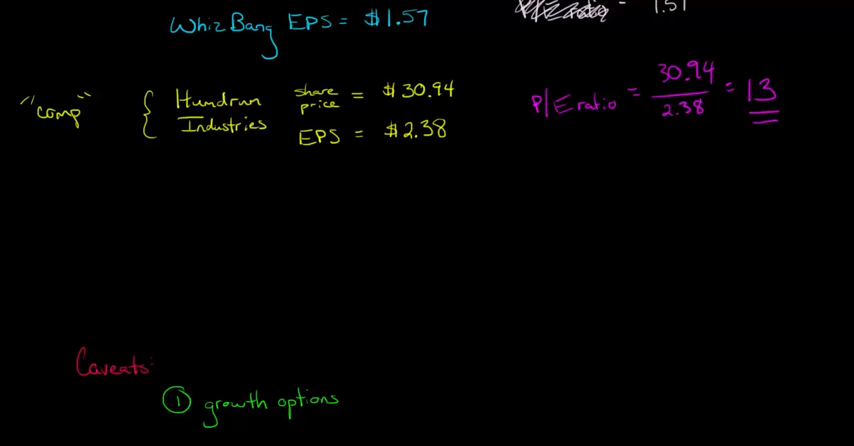 WhizBang EPS = $1.57
1.57
"comp"
Humdrun Industries
share price = $30.94
EPS = $2.38
P/E ratio = 30.94 / 2.38 = 13
Caveats:
1 growth options